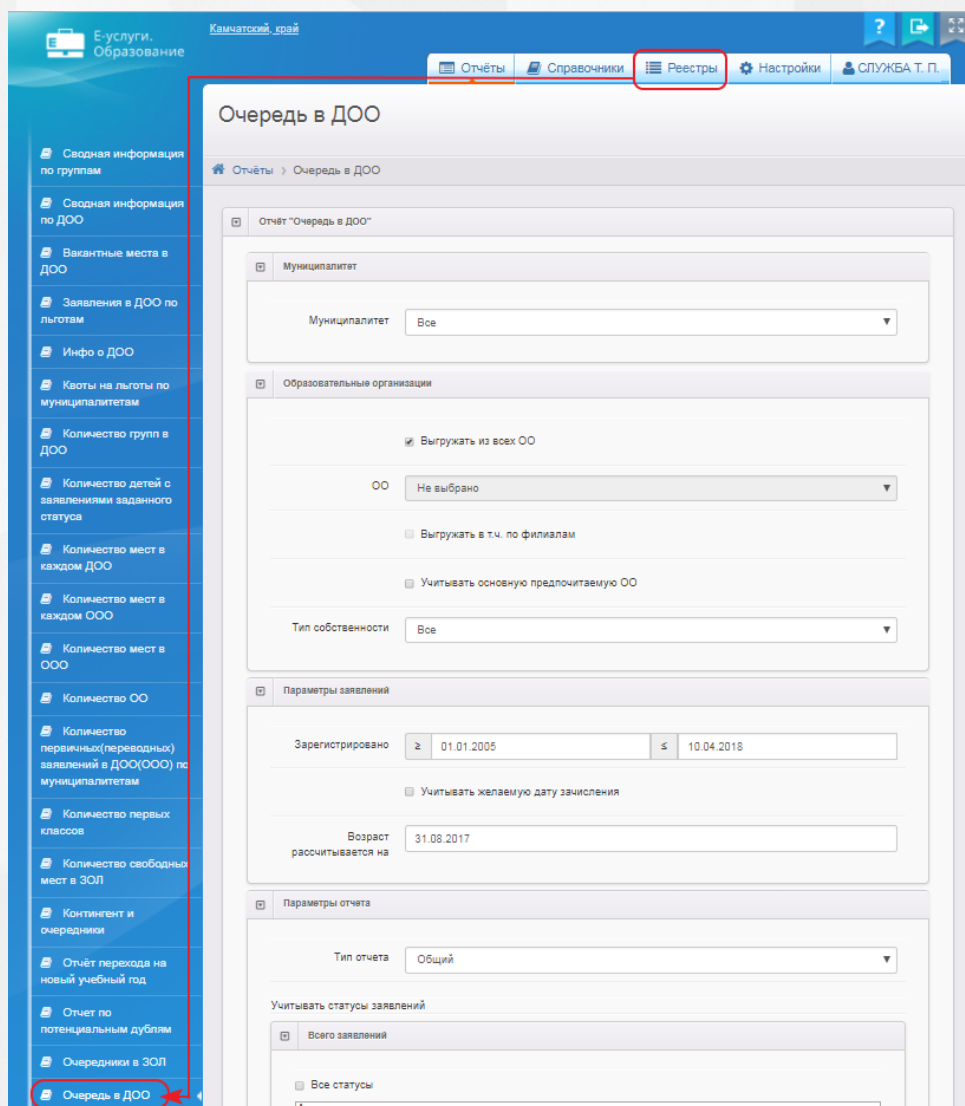 Е-услуги.
Образование
Камчатский, край
?
Отчёты
Справочники
Реестры
Настройки
СЛУЖБА Т. П.
Очередь в ДОО
Отчёты
Очередь в ДОО
Сводная информация
по группам
Сводная информация
по ДОО
Вакантные места в
ДОО
Заявления в ДОО по
льготам
Инфо о ДОО
Квоты на льготы по
муниципалитетам
Количество групп в
ДОО
Количество детей с
заявлениями заданного
статуса
Количество мест в
каждом ДОО
Количество мест в
каждом ООО
Количество мест в
ООО
Количество ОО
Количество
первичных(переводных)
заявлений в ДОО(ООО) по
муниципалитетам
Количество первых
классов
Количество свободных
мест в ЗОЛ
Контингент и
очередники
Отчёт перехода на
новый учебный год
Отчет по
потенциальным дублям
Очередники в ЗОЛ
Очередь в ДОО
Отчёт "Очередь в ДОО"
Муниципалитет
Муниципалитет
Все
Образовательные организации
Выгружать из всех ОО
ОО
Не выбрано
Выгружать в т.ч. по филиалам
Учитывать основную предпочитаемую ОО
Тип собственности
Все
Параметры заявлений
Зарегистрировано
≥ 01.01.2005
≤ 10.04.2018
Учитывать желаемую дату зачисления
Возраст
рассчитывается на
31.08.2017
Параметры отчета
Тип отчета
Общий
Учитывать статусы заявлений
Всего заявлений
Все статусы